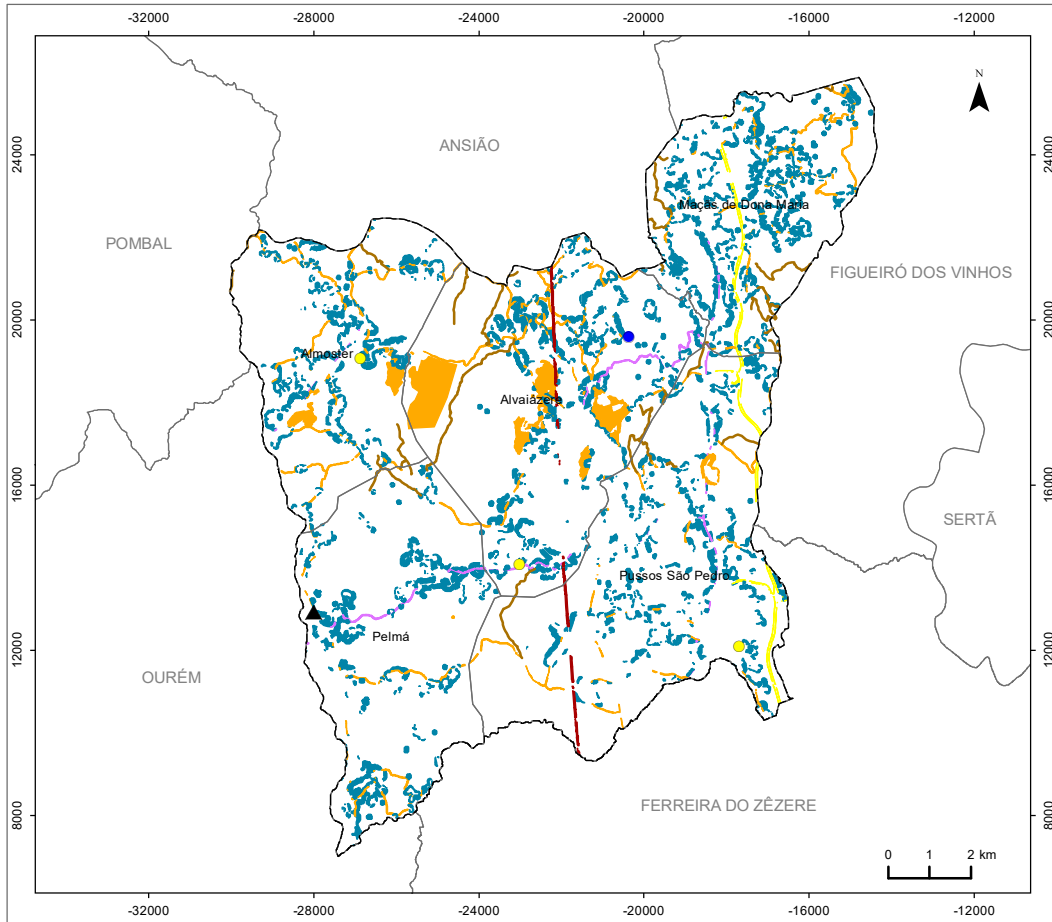 -32000 -28000 -24000 -20000 -16000 -12000
N
24000 24000
ANSIÃO
Maçãs de Dona Maria
POMBAL
FIGUEIRÓ DOS VINHOS
20000 20000
Almoster
Alvaiázere
16000 16000
SERTÃ
Pussos São Pedro
Pelmá
12000 12000
OURÉM
FERREIRA DO ZÊZERE
8000 8000
0 1 2 km
-32000 -28000 -24000 -20000 -16000 -12000